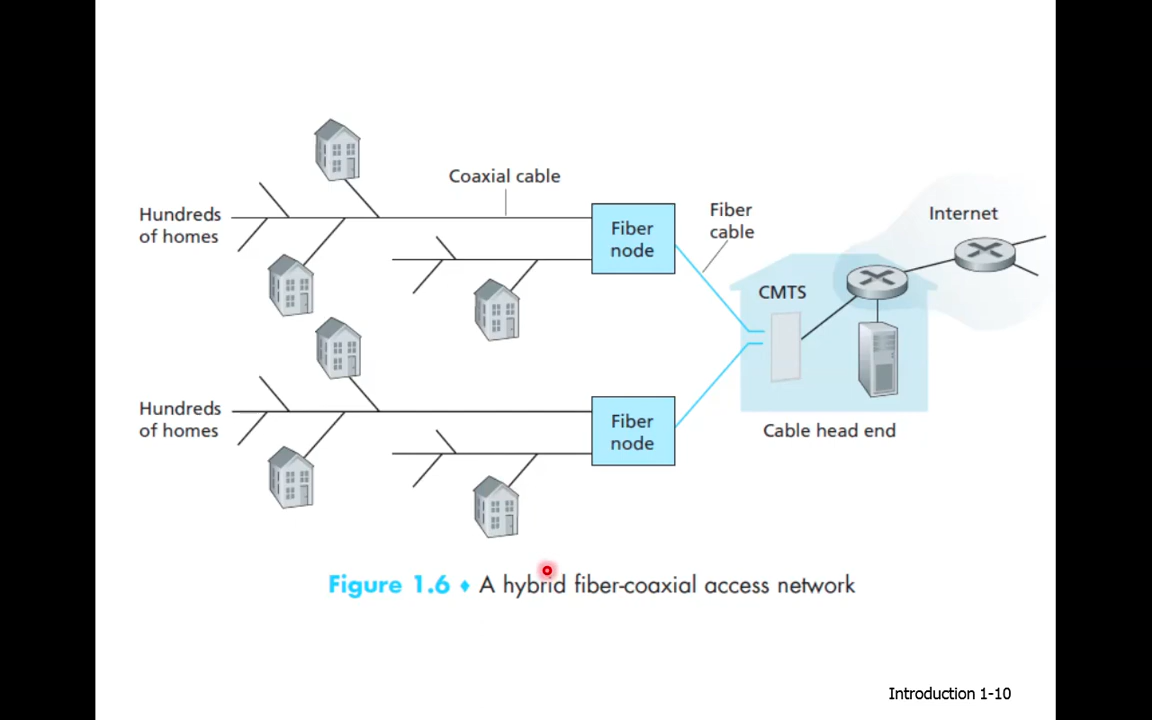 Coaxial cable
Hundreds
of homes
Fiber
node
Fiber
cable
Internet
CMTS
Hundreds
of homes
Fiber
node
Cable head end
Figure 1.6 ♦ A hybrid fiber-coaxial access network
Introduction 1-10